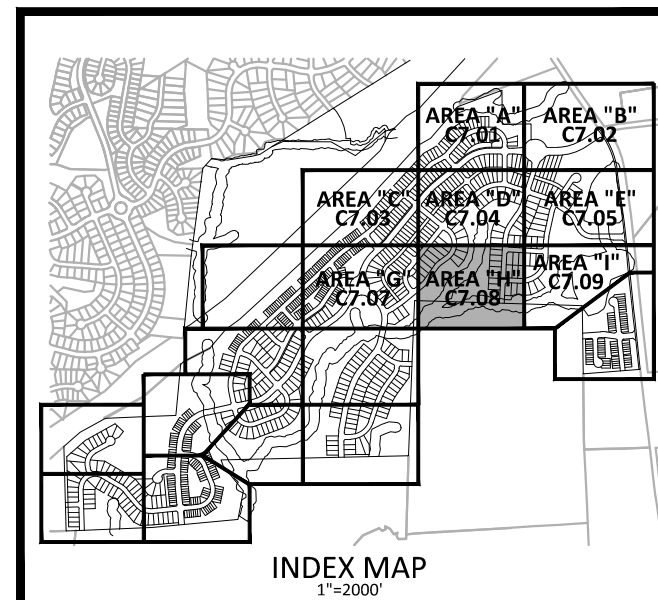 AREA "A"
C7.01
AREA "B"
C7.02
AREA "C"
C7.03
AREA "D"
C7.04
AREA "E"
C7.05
AREA "G"
C7.07
AREA "H"
C7.08
AREA "I"
C7.09
INDEX MAP
1"=2000'